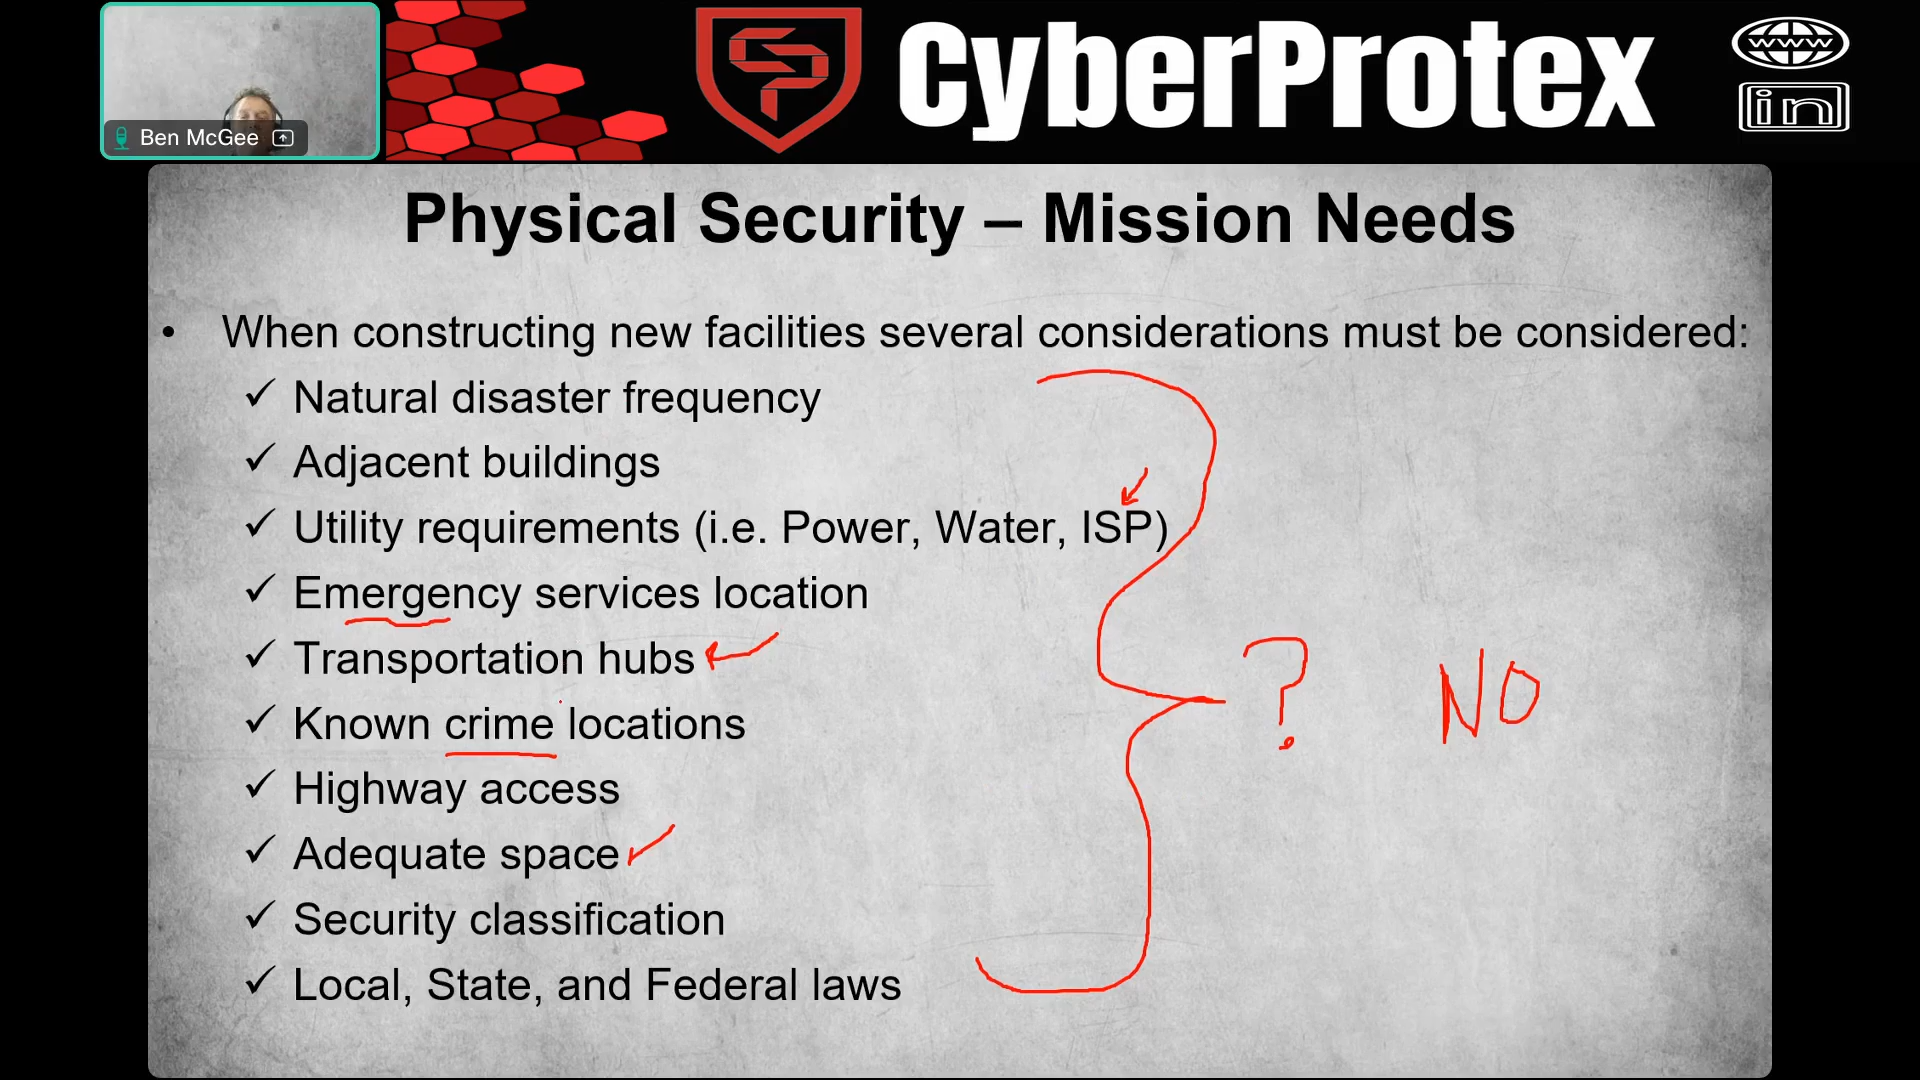 Ben McGee
CyberProtex
www
in
Physical Security – Mission Needs
• When constructing new facilities several considerations must be considered:
✓ Natural disaster frequency
✓ Adjacent buildings
✓ Utility requirements (i.e. Power, Water, ISP)
✓ Emergency services location
✓ Transportation hubs
✓ Known crime locations
✓ Highway access
✓ Adequate space
✓ Security classification
✓ Local, State, and Federal laws
? NO